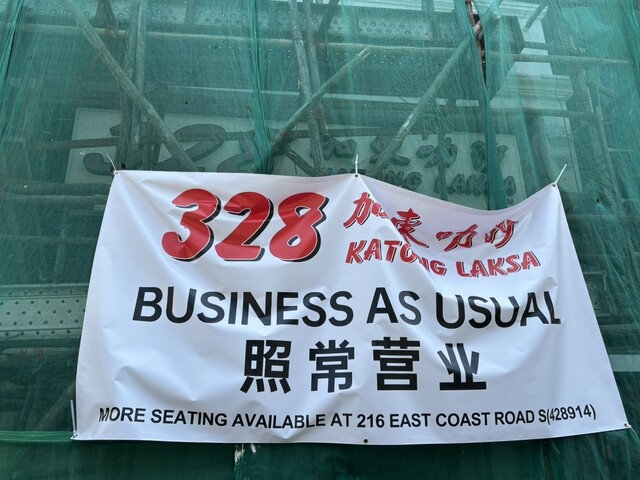 328 加东叻沙
KATONG LAKSA
BUSINESS AS USUAL
照常营业
MORE SEATING AVAILABLE AT 216 EAST COAST ROAD S(428914)